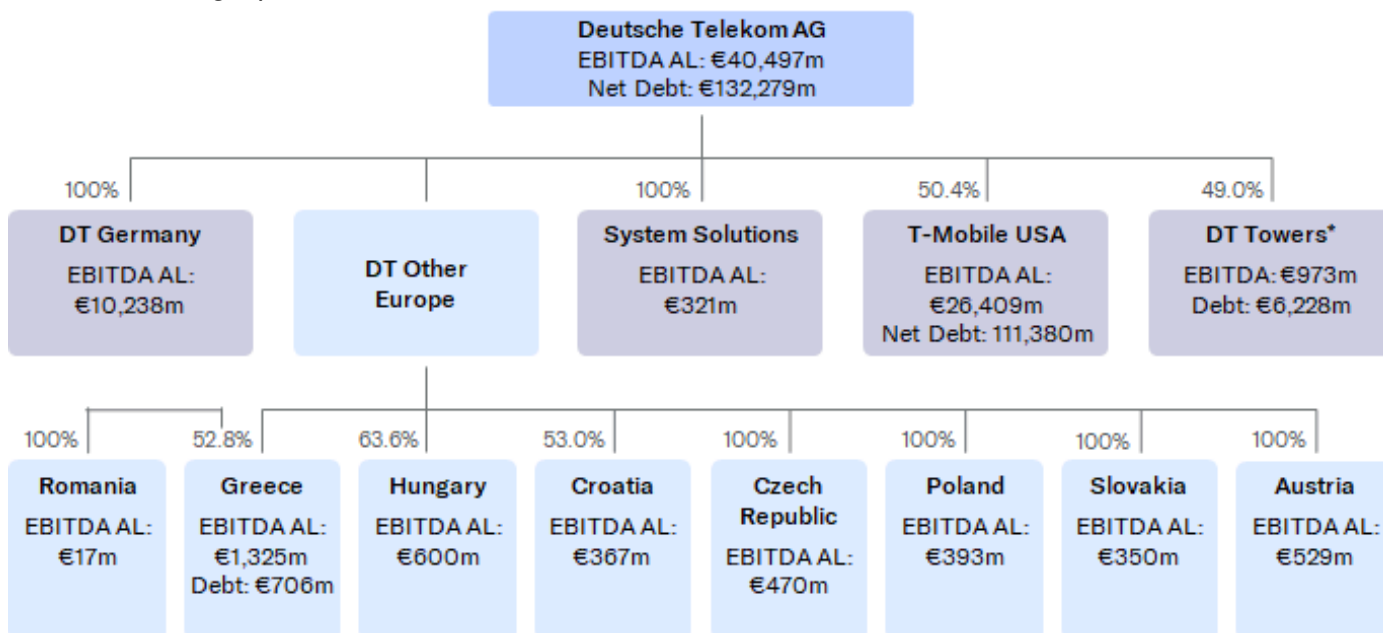 Deutsche Telekom AG
EBITDA AL: €40,497m
Net Debt: €132,279m
100%
100%
50.4%
49.0%
DT Germany
EBITDA AL:
€10,238m
DT Other
Europe
System Solutions
EBITDA AL:
€321m
T-Mobile USA
EBITDA AL:
€26,409m
Net Debt: 111,380m
DT Towers*
EBITDA: €973m
Debt: €6,228m
100%
52.8%
63.6%
53.0%
100%
100%
100%
100%
Romania
EBITDA AL:
€17m
Greece
EBITDA AL:
€1,325m
Debt: €706m
Hungary
EBITDA AL:
€600m
Croatia
EBITDA AL:
€367m
Czech
Republic
EBITDA AL:
€470m
Poland
EBITDA AL:
€393m
Slovakia
EBITDA AL:
€350m
Austria
EBITDA AL:
€529m